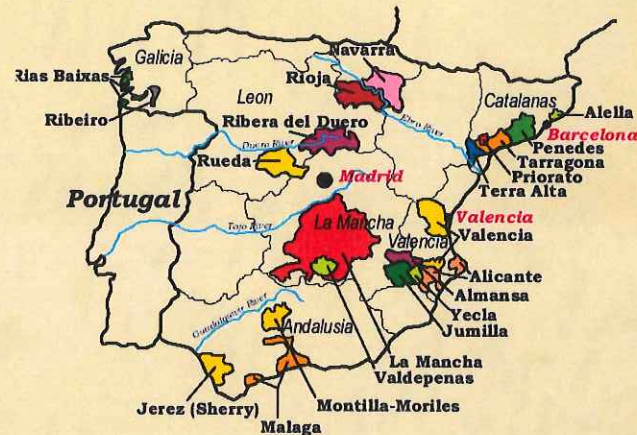 Galicia
Navarra
Rias Baixas
Rioja
Leon
Catalanas
Alella
Ribeiro
Ribera del Duero
Ebro River
Barcelona
Duero River
Penedes
Rueda
Tarragona
Madrid
Priorato
Terra Alta
Portugal
La Mancha
Valencia
Tajo River
Valencia
Valencia
Alicante
Almansa
Yecla
Guadalquivir River
Andalusia
Jumilla
La Mancha
Valdepenas
Jerez (Sherry)
Montilla-Moriles
Malaga